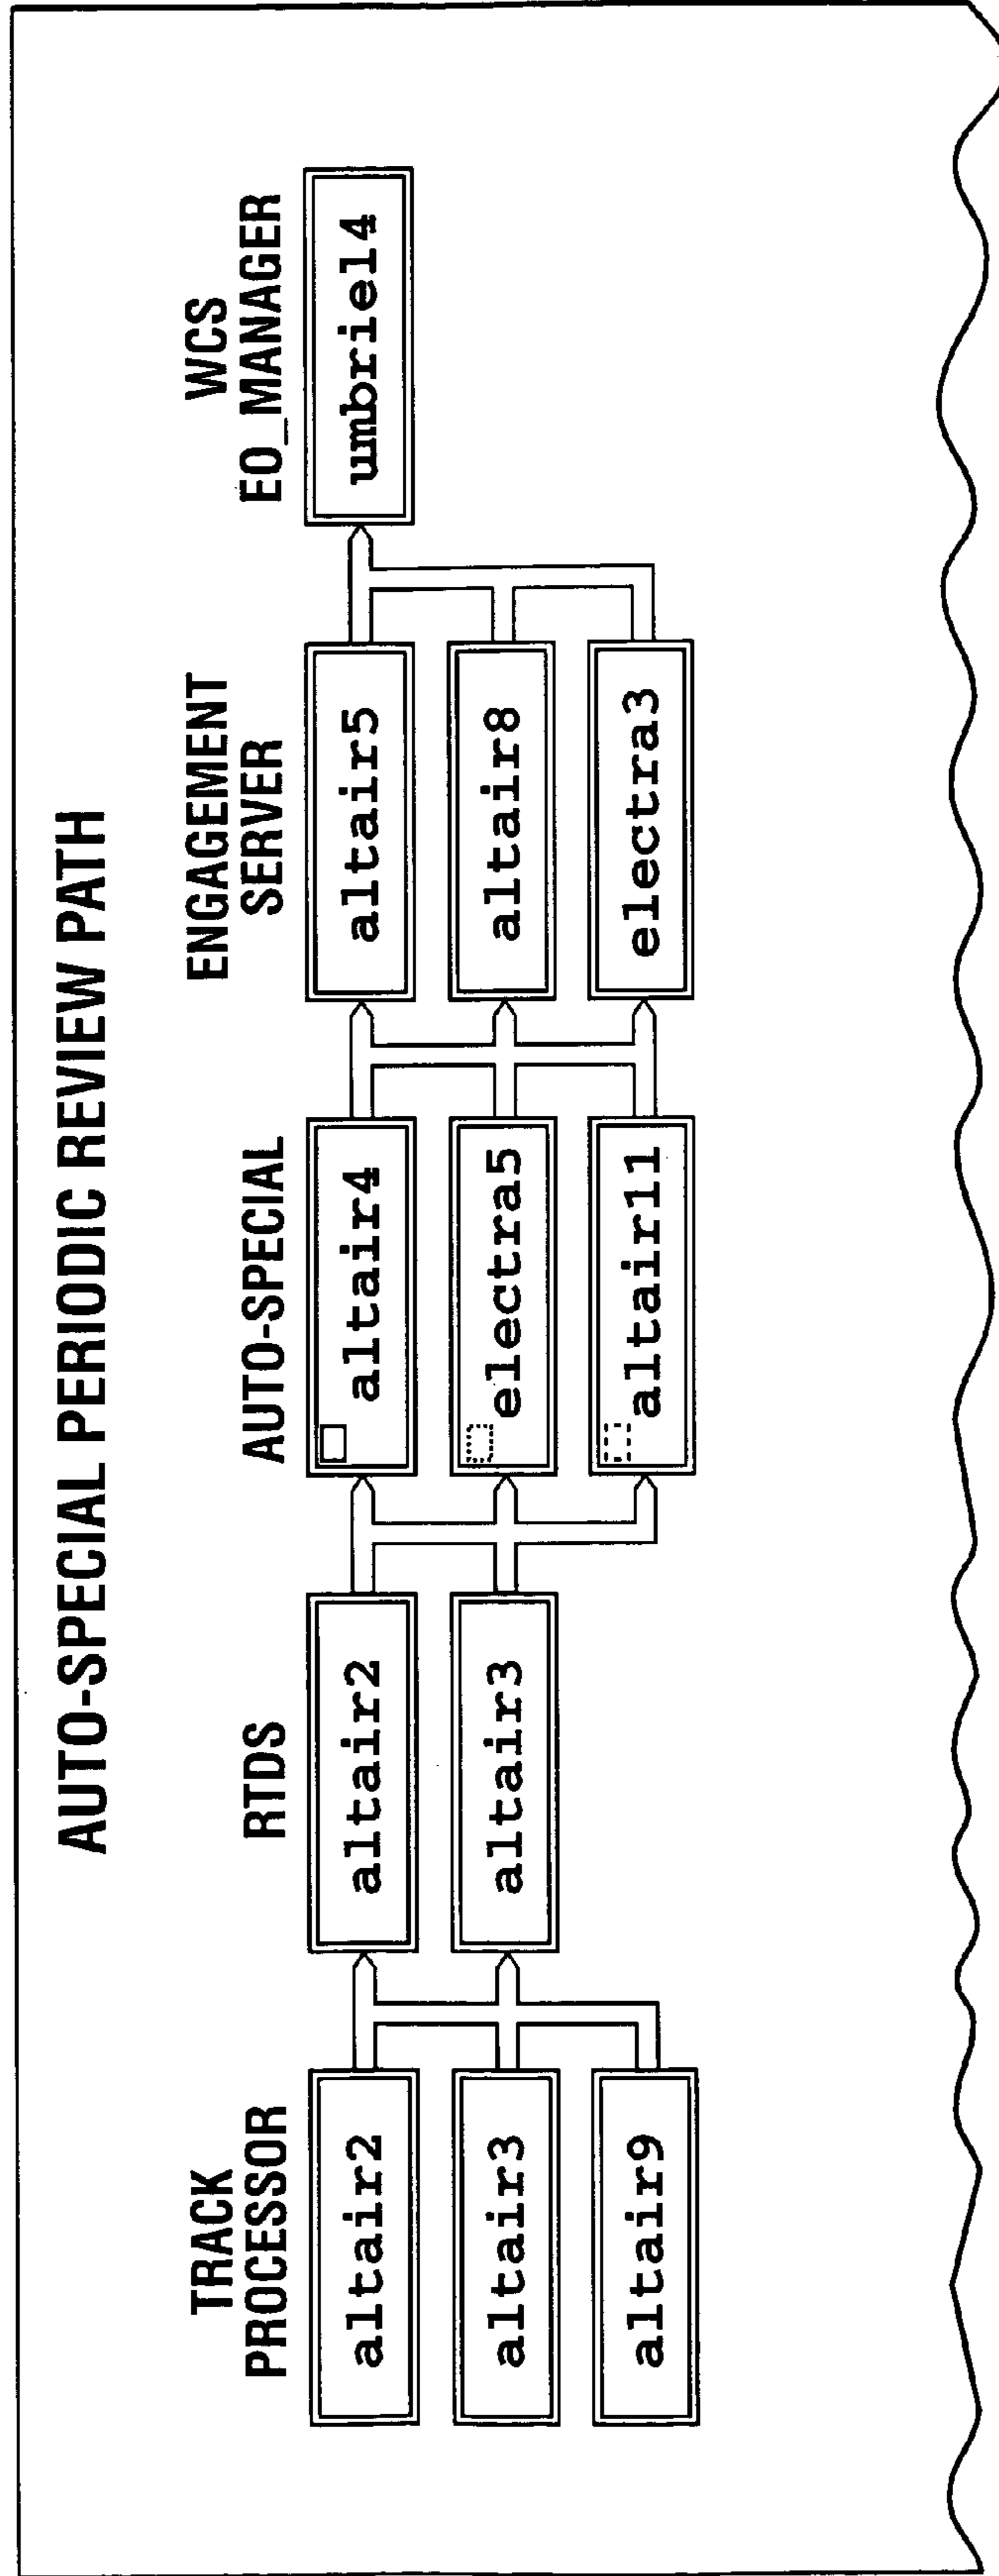 AUTO-SPECIAL PERIODIC REVIEW PATH
TRACK
PROCESSOR
altair2
altair3
altair9
RTDS
altair2
altair3
AUTO-SPECIAL
altair4
electra5
altair11
ENGAGEMENT
SERVER
altair5
altair8
electra3
WCS
EO_MANAGER
umbriel4